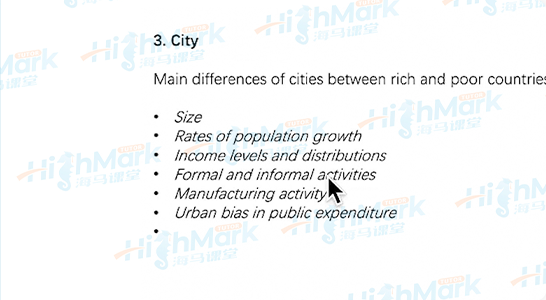 3. City
Main differences of cities between rich and poor countries
• Size
• Rates of population growth
• Income levels and distributions
• Formal and informal activities
• Manufacturing activity
• Urban bias in public expenditure
•
HighMark
海马课堂
TUTOR